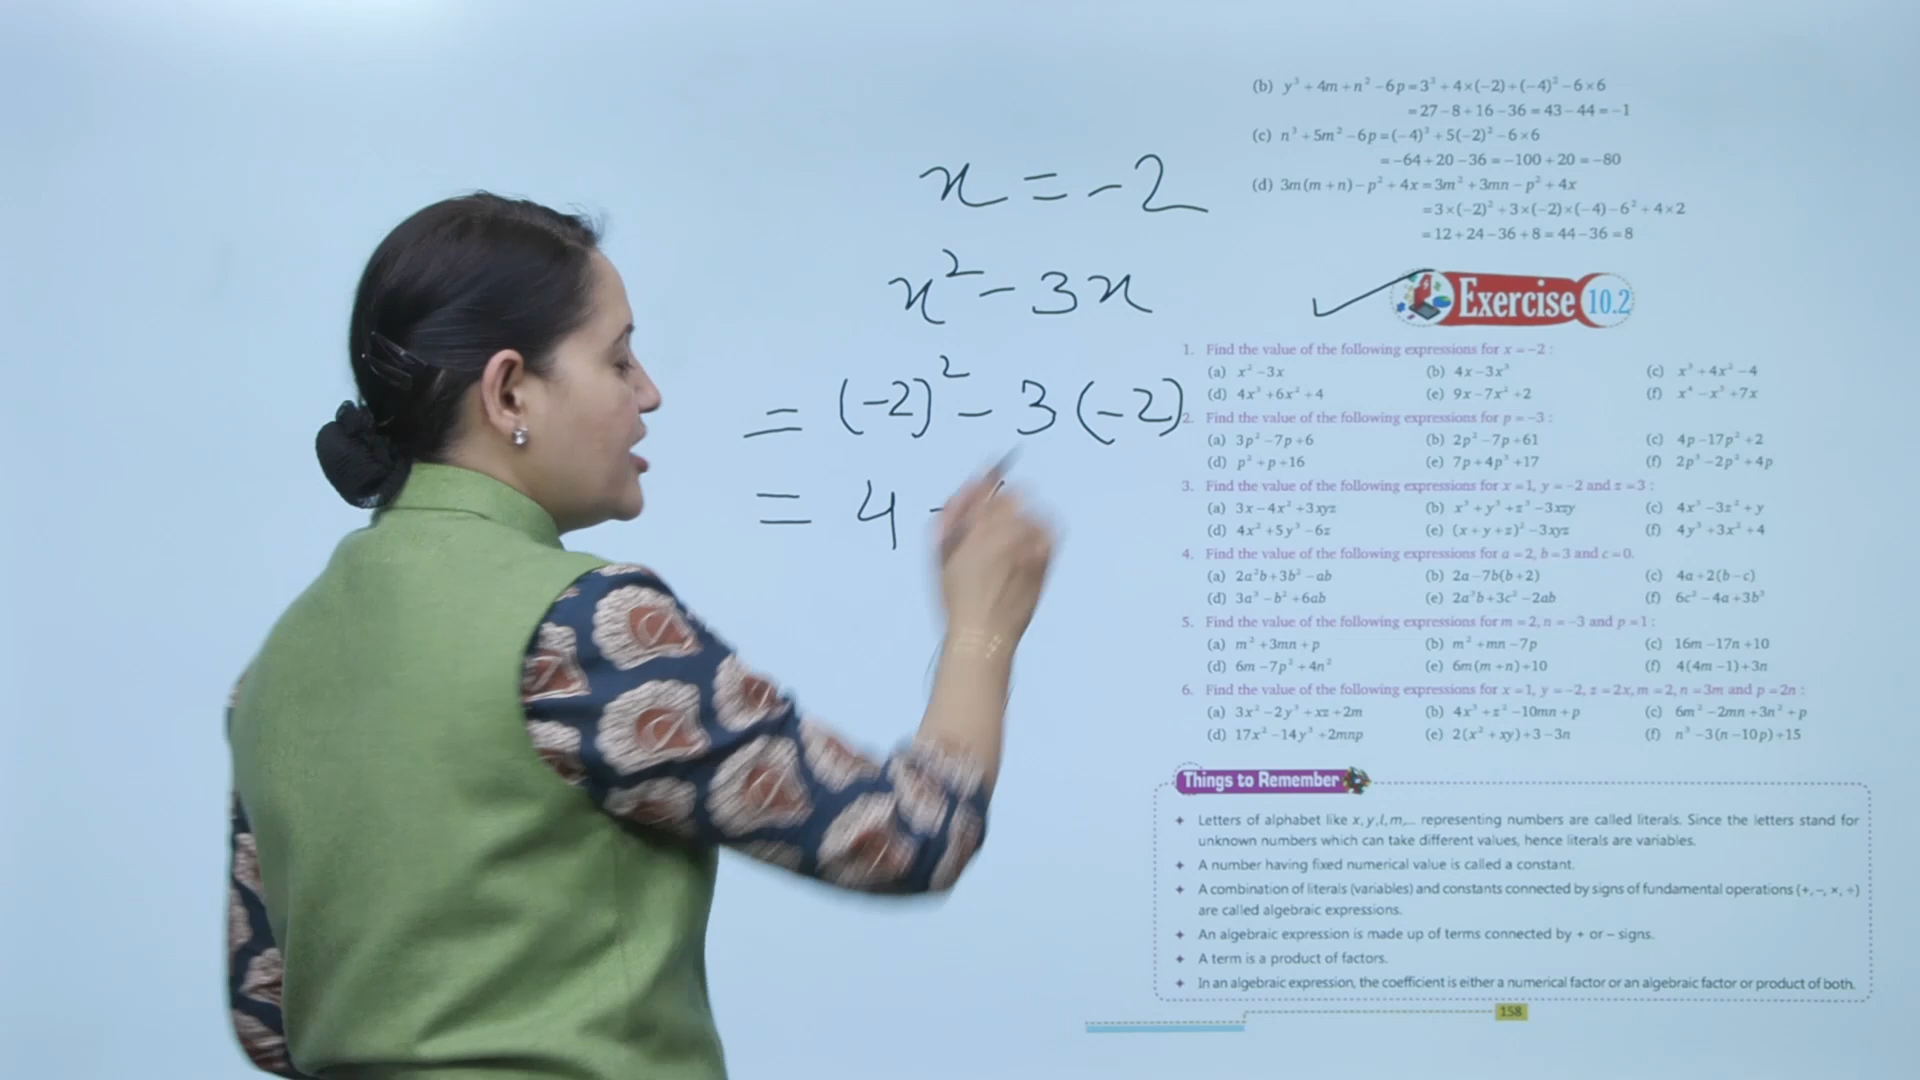 x = -2
x² - 3x
= (-2)² - 3(-2)
= 4 -
(b) y³ + 4m + n² - 6p = 3³ + 4×(-2) + (-4)² - 6×6
= 27 - 8 + 16 - 36 = 43 - 44 = -1
(c) n³ + 5m² - 6p = (-4)³ + 5(-2)² - 6×6
= -64 + 20 - 36 = -100 + 20 = -80
(d) 3m(m + n) - p² + 4x = 3m² + 3mn - p² + 4x
= 3×(-2)² + 3×(-2)×(-4) - 6² + 4×2
= 12 + 24 - 36 + 8 = 44 - 36 = 8
Exercise 10.2
1. Find the value of the following expressions for x = -2 :
(a) x² - 3x (b) 4x - 3x³ (c) x³ + 4x² - 4
(d) 4x³ + 6x² + 4 (e) 9x - 7x² + 2 (f) x⁴ - x³ + 7x
2. Find the value of the following expressions for p = -3 :
(a) 3p² - 7p + 6 (b) 2p² - 7p + 61 (c) 4p - 17p² + 2
(d) p² + p + 16 (e) 7p + 4p³ + 17 (f) 2p³ - 2p² + 4p
3. Find the value of the following expressions for x = 1, y = -2 and z = 3 :
(a) 3x - 4x² + 3xyz (b) x³ + y³ + z³ - 3xzy (c) 4x³ - 3z² + y
(d) 4x² + 5y³ - 6z (e) (x + y + z)² - 3xyz (f) 4y³ + 3x² + 4
4. Find the value of the following expressions for a = 2, b = 3 and c = 0.
(a) 2a²b + 3b² - ab (b) 2a - 7b(b + 2) (c) 4a + 2(b - c)
(d) 3a³ - b² + 6ab (e) 2a³b + 3c² - 2ab (f) 6c² - 4a + 3b³
5. Find the value of the following expressions for m = 2, n = -3 and p = 1 :
(a) m² + 3mn + p (b) m² + mn - 7p (c) 16m - 17n + 10
(d) 6m - 7p³ + 4n² (e) 6m(m + n) + 10 (f) 4(4m - 1) + 3n
6. Find the value of the following expressions for x = 1, y = -2, z = 2x, m = 2, n = 3m and p = 2n :
(a) 3x² - 2y³ + xz + 2m (b) 4x³ + z² - 10mn + p (c) 6m² - 2mn + 3n² + p
(d) 17x² - 14y³ + 2mnp (e) 2(x² + xy) + 3 - 3n (f) n³ - 3(n - 10p) + 15
Things to Remember
Letters of alphabet like x, y, l, m,... representing numbers are called literals. Since the letters stand for
unknown numbers which can take different values, hence literals are variables.
A number having fixed numerical value is called a constant.
A combination of literals (variables) and constants connected by signs of fundamental operations (+, -, ×, ÷)
are called algebraic expressions.
An algebraic expression is made up of terms connected by + or - signs.
A term is a product of factors.
In an algebraic expression, the coefficient is either a numerical factor or an algebraic factor or product of both.
158